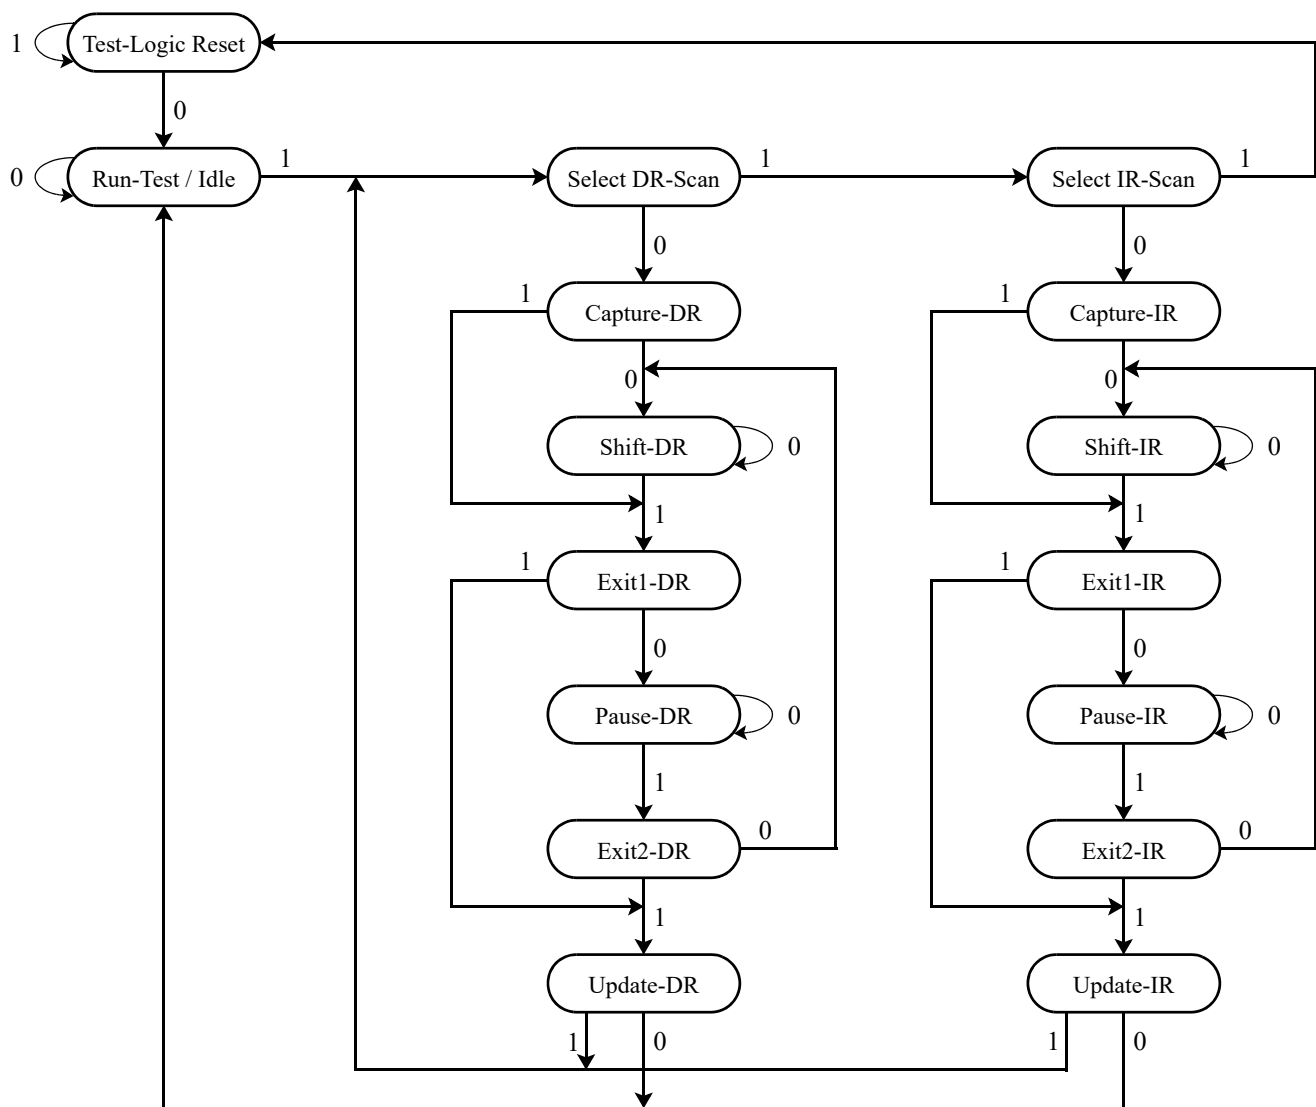 1
Test-Logic Reset
0
0
Run-Test / Idle
1
Select DR-Scan
1
Select IR-Scan
1
0
0
1
Capture-DR
1
Capture-IR
0
0
Shift-DR
0
Shift-IR
0
1
1
1
Exit1-DR
1
Exit1-IR
0
0
Pause-DR
0
Pause-IR
0
1
1
Exit2-DR
0
Exit2-IR
0
1
1
Update-DR
Update-IR
1
0
1
0